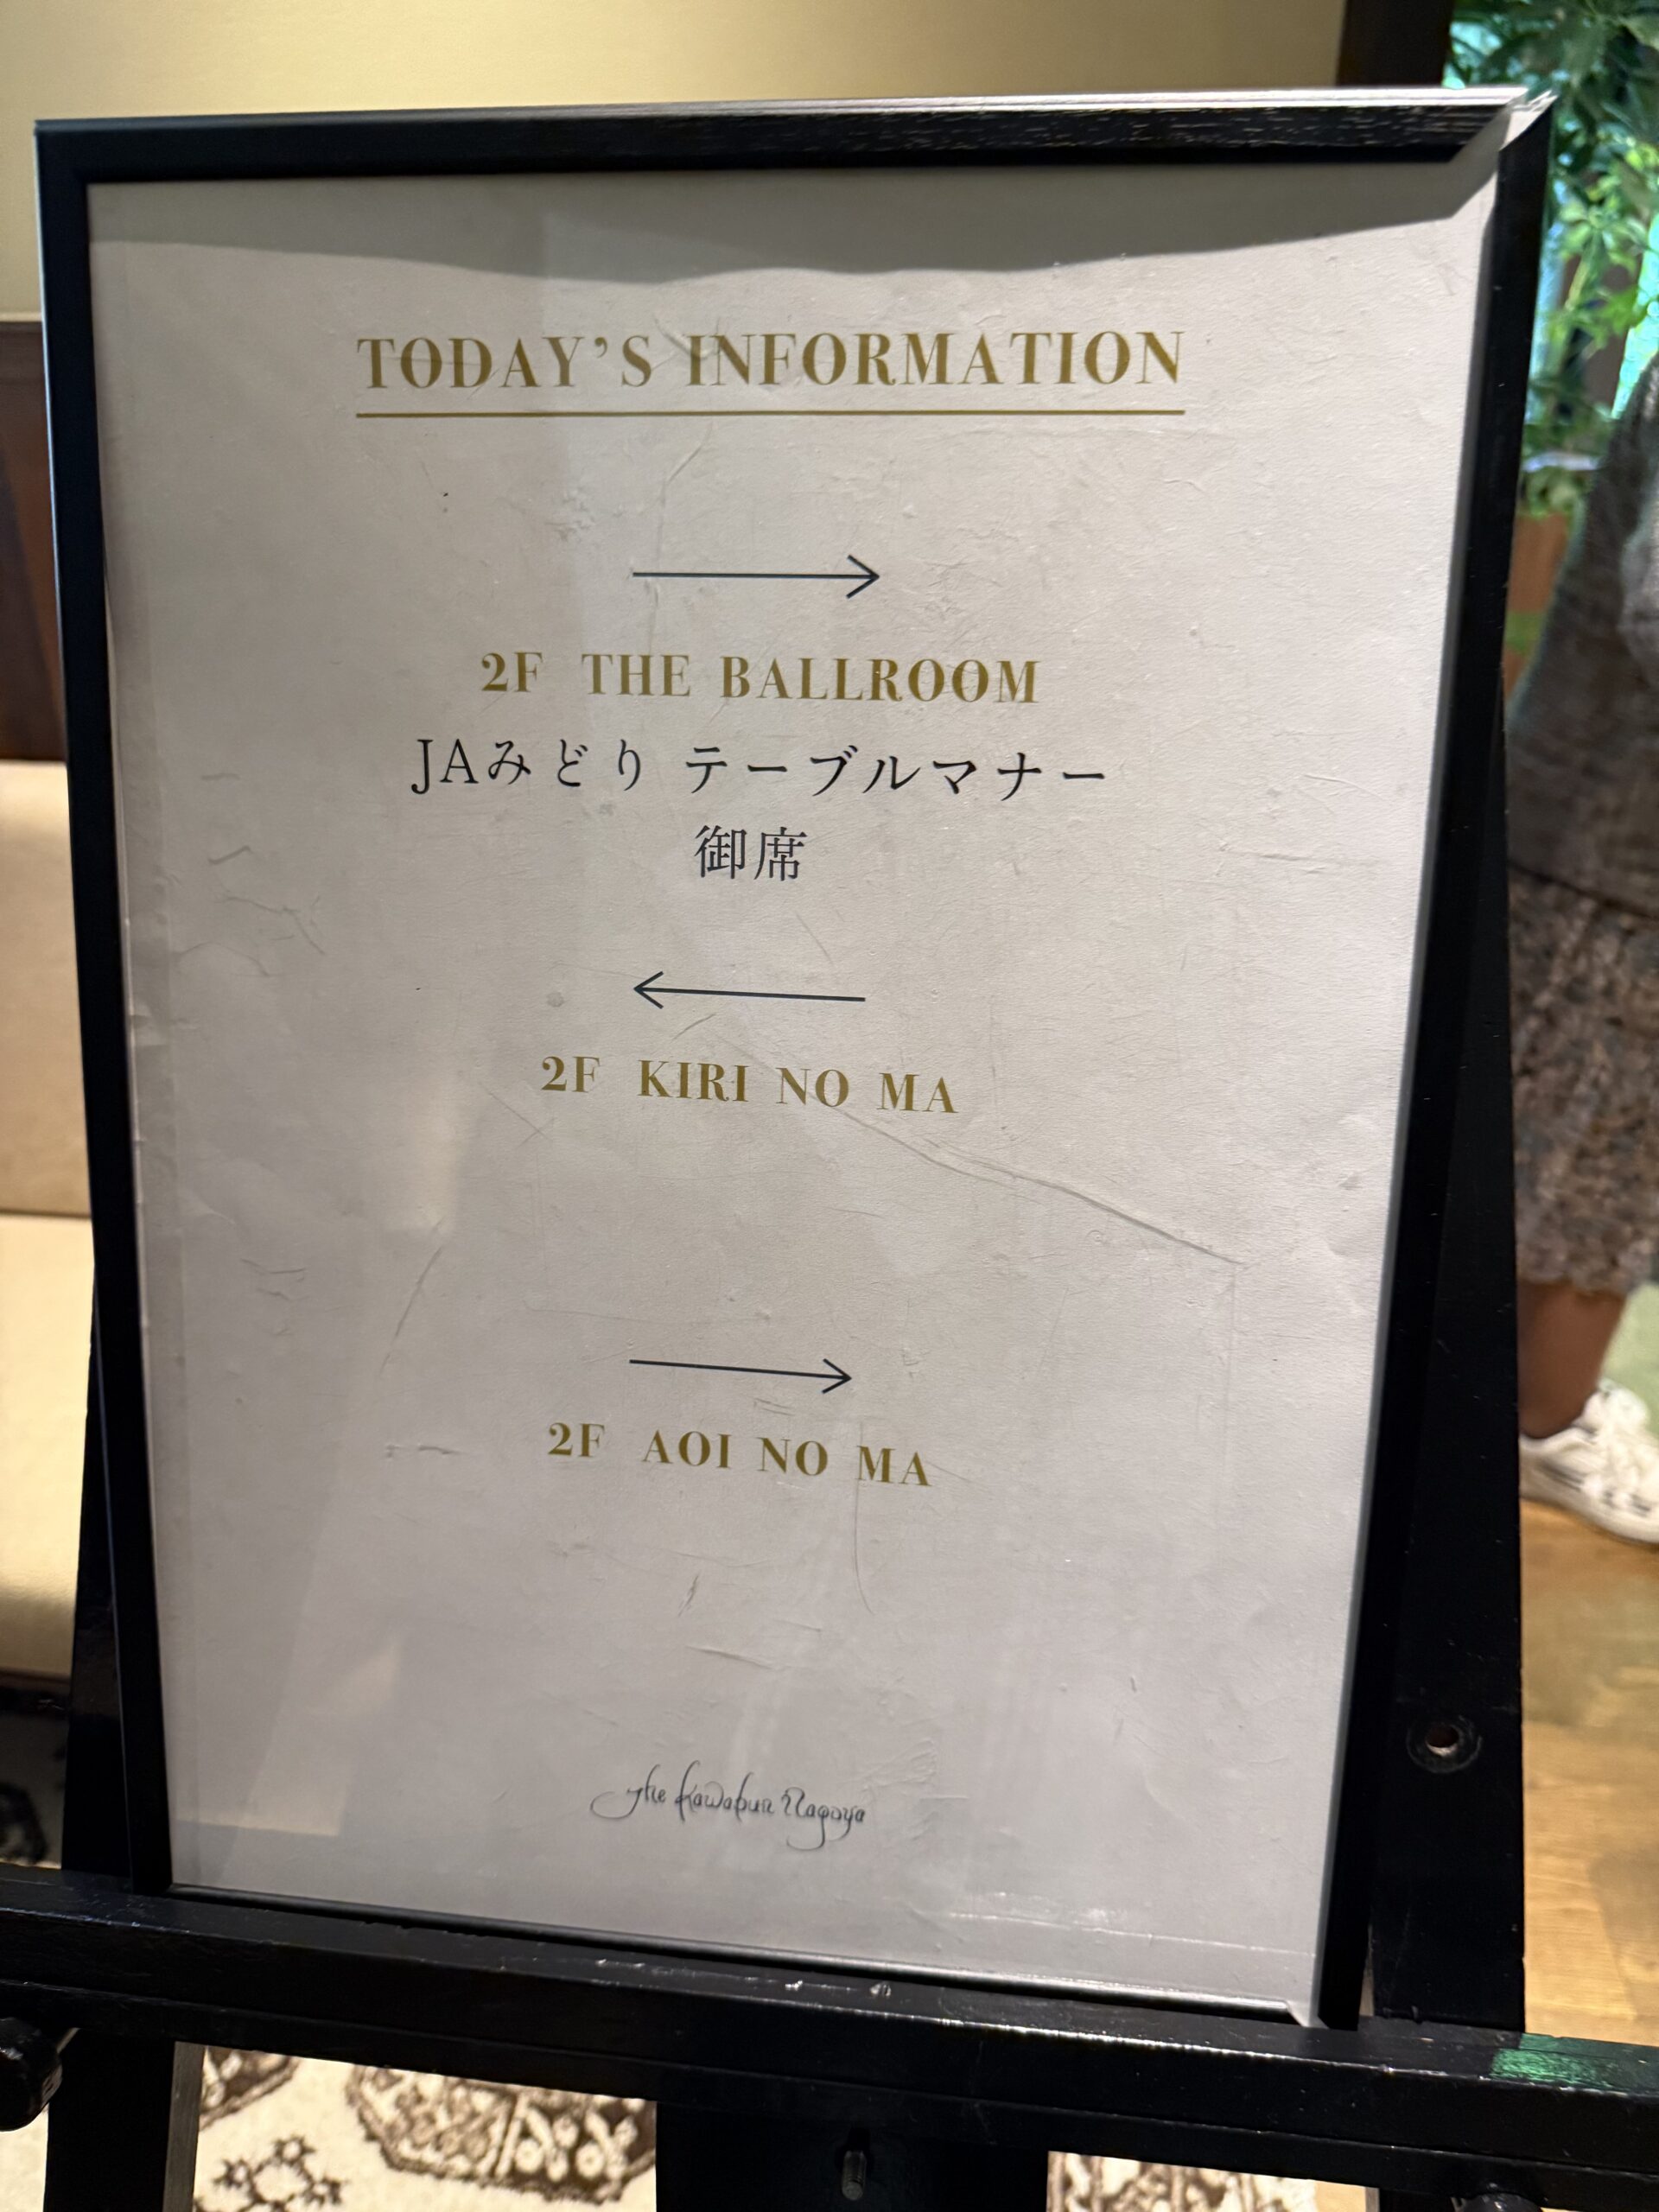 TODAY’S INFORMATION
→
2F THE BALLROOM
JAみどり テーブルマナー
御席
←
2F KIRI NO MA
→
2F AOI NO MA
The Kawabun Nagoya